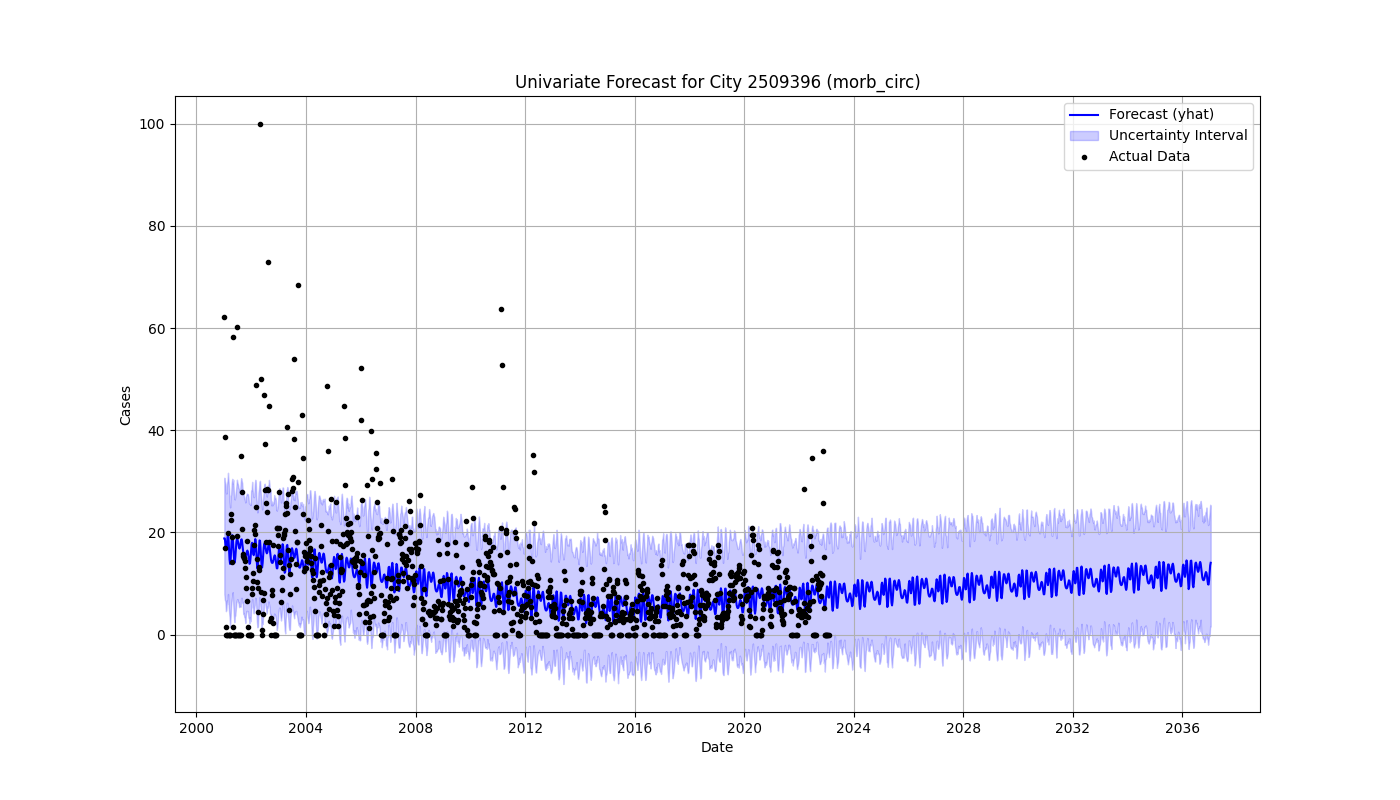 Univariate Forecast for City 2509396 (morb_circ)
Forecast (yhat)
Uncertainty Interval
Actual Data
100
80
60
40
20
0
Cases
2000 2004 2008 2012 2016 2020 2024 2028 2032 2036
Date